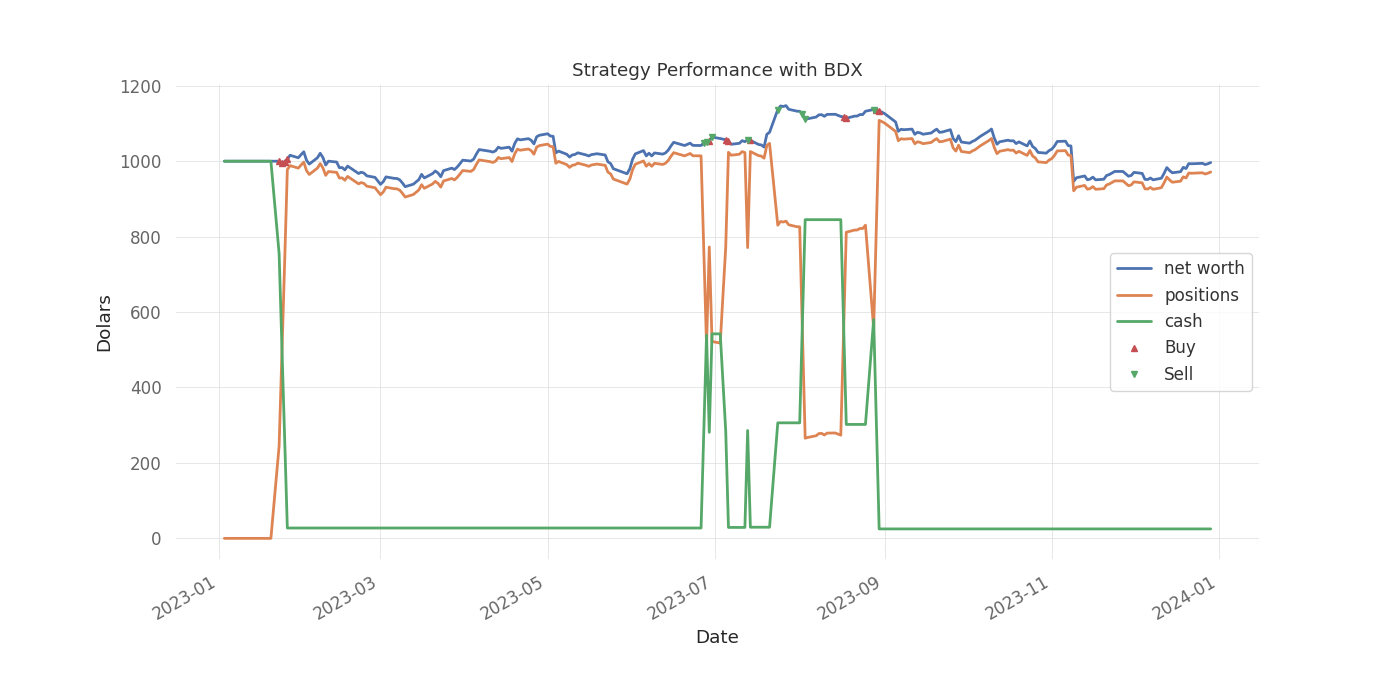 Strategy Performance with BDX
1200
1000
800
600
400
200
0
Dolars
net worth
positions
cash
Buy
Sell
2023-01
2023-03
2023-05
2023-07
2023-09
2023-11
2024-01
Date